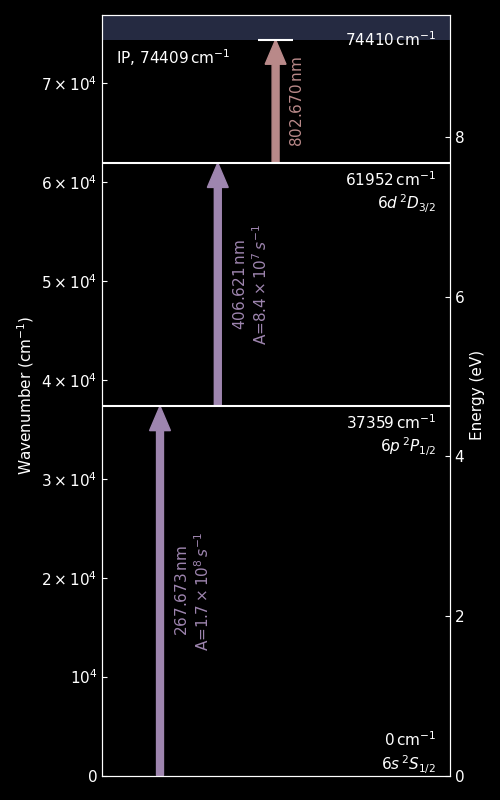 74410 cm⁻¹
IP, 74409 cm⁻¹
7 × 10⁴
802.670 nm
8
6 × 10⁴
61952 cm⁻¹
6d ²D₃/₂
406.621 nm
A=8.4 × 10⁷ s⁻¹
5 × 10⁴
6
4 × 10⁴
Wavenumber (cm⁻¹)
Energy (eV)
37359 cm⁻¹
6p ²P₁/₂
4
3 × 10⁴
267.673 nm
A=1.7 × 10⁸ s⁻¹
2 × 10⁴
2
10⁴
0 cm⁻¹
6s ²S₁/₂
0
0